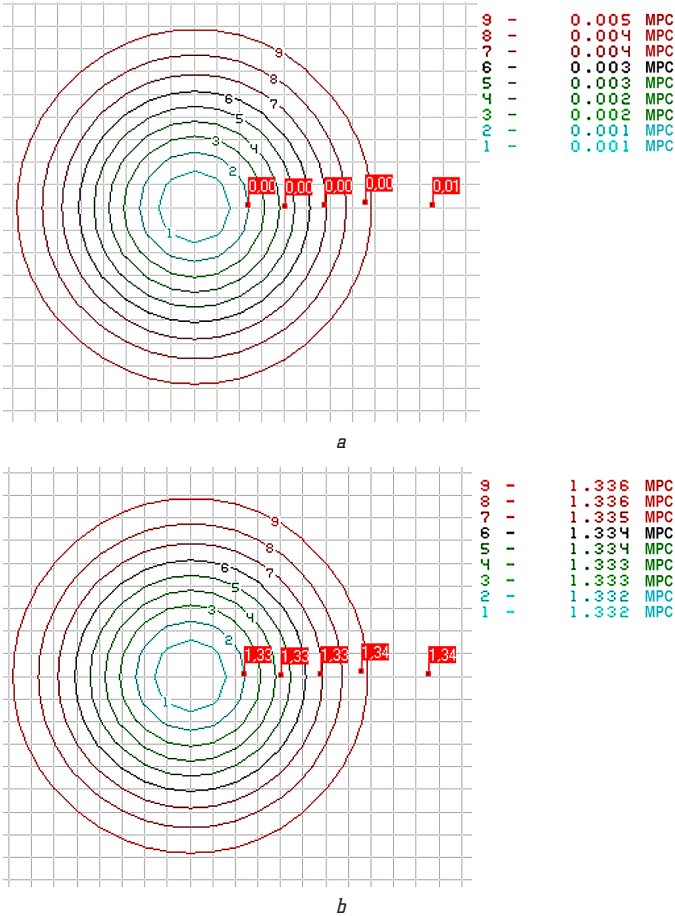 9 - 0.005 MPC
8 - 0.004 MPC
7 - 0.004 MPC
6 - 0.003 MPC
5 - 0.003 MPC
4 - 0.002 MPC
3 - 0.002 MPC
2 - 0.001 MPC
1 - 0.001 MPC
9
8
7
6
5
4
3
2
1
0.00 0.00 0.00 0.00 0.01
a
9 - 1.336 MPC
8 - 1.336 MPC
7 - 1.335 MPC
6 - 1.334 MPC
5 - 1.334 MPC
4 - 1.333 MPC
3 - 1.333 MPC
2 - 1.332 MPC
1 - 1.332 MPC
9
8
7
6
5
4
3
2
1
1.33 1.33 1.33 1.34 1.34
b